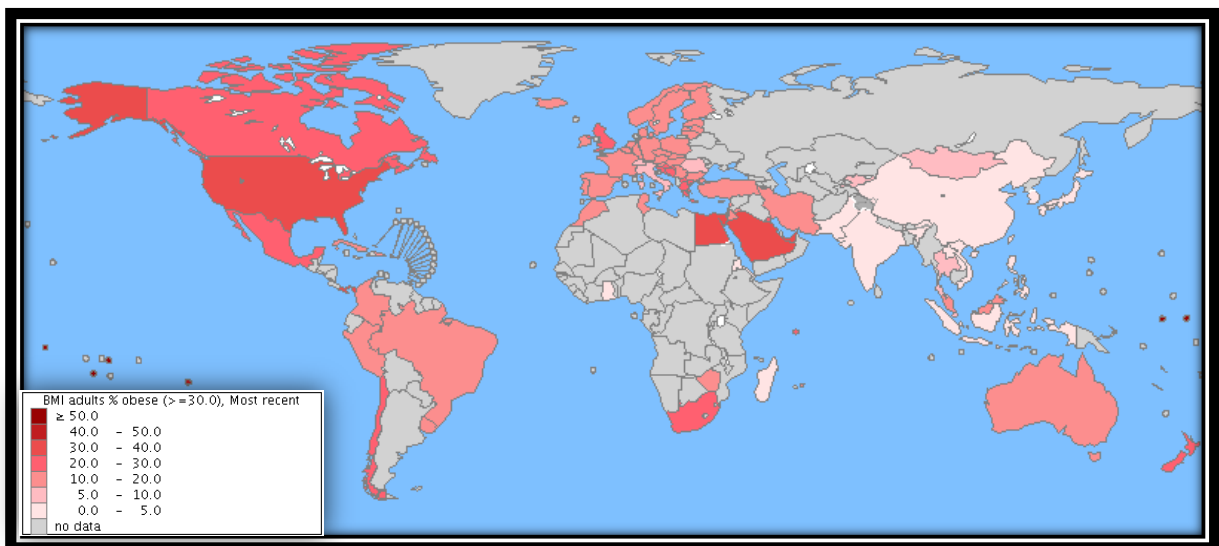 BMI adults % obese (>=30.0), Most recent
≥ 50.0
40.0 - 50.0
30.0 - 40.0
20.0 - 30.0
10.0 - 20.0
5.0 - 10.0
0.0 - 5.0
no data